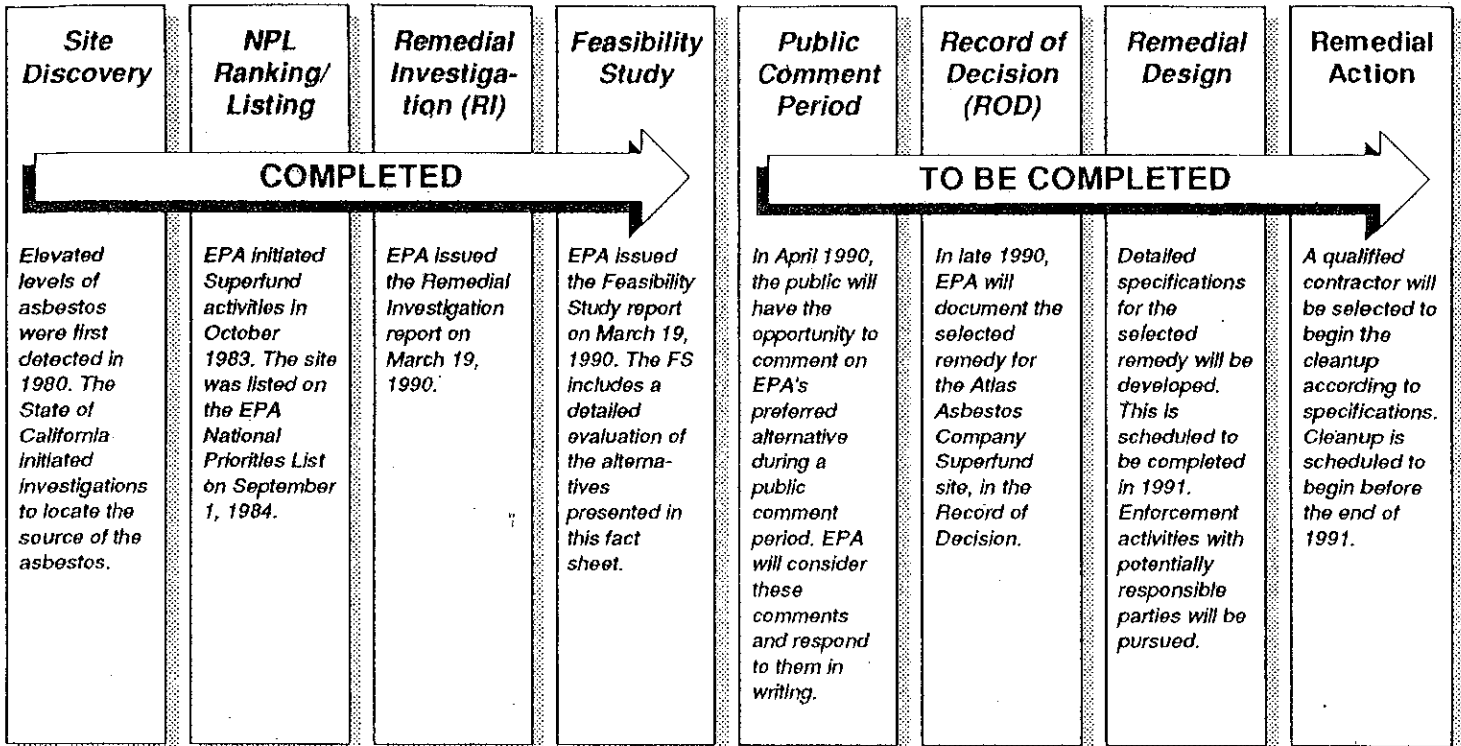 Site
Discovery
Elevated
levels of
asbestos
were first
detected in
1980. The
State of
California
initiated
investigations
to locate the
source of the
asbestos.
NPL
Ranking/
Listing
EPA initiated
Superfund
activities in
October
1983. The site
was listed on
the EPA
National
Priorities List
on September
1, 1984.
Remedial
Investiga-
tion (RI)
EPA issued
the Remedial
Investigation
report on
March 19,
1990.
Feasibility
Study
EPA issued
the Feasibility
Study report
on March 19,
1990. The FS
includes a
detailed
evaluation of
the alterna-
tives
presented in
this fact
sheet.
COMPLETED
Public
Comment
Period
In April 1990,
the public will
have the
opportunity to
comment on
EPA's
preferred
alternative
during a
public
comment
period. EPA
will consider
these
comments
and respond
to them in
writing.
Record of
Decision
(ROD)
In late 1990,
EPA will
document the
selected
remedy for
the Atlas
Asbestos
Company
Superfund
site, in the
Record of
Decision.
Remedial
Design
Detailed
specifications
for the
selected
remedy will be
developed.
This is
scheduled to
be completed
in 1991.
Enforcement
activities with
potentially
responsible
parties will be
pursued.
Remedial
Action
A qualified
contractor will
be selected to
begin the
cleanup
according to
specifications.
Cleanup is
scheduled to
begin before
the end of
1991.
TO BE COMPLETED